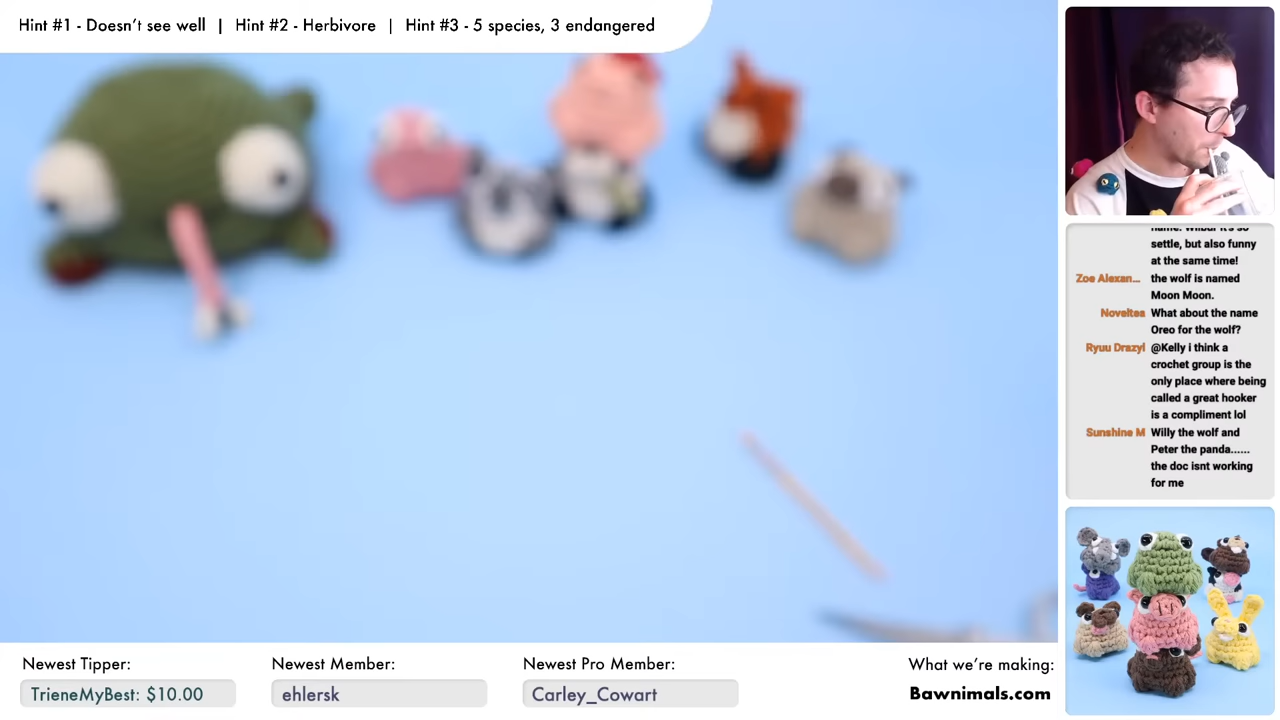 Hint #1 - Doesn't see well | Hint #2 - Herbivore | Hint #3 - 5 species, 3 endangered
settle, but also funny
at the same time!
Zoe Alexan... the wolf is named
Moon Moon.
Noveltea What about the name
Oreo for the wolf?
Ryuu Drazyl @Kelly i think a
crochet group is the
only place where being
called a great hooker
is a compliment lol
Sunshine M Willy the wolf and
Peter the panda......
the doc isnt working
for me
Newest Tipper:
TrieneMyBest: $10.00
Newest Member:
ehlersk
Newest Pro Member:
Carley_Cowart
What we're making:
Bawnimals.com